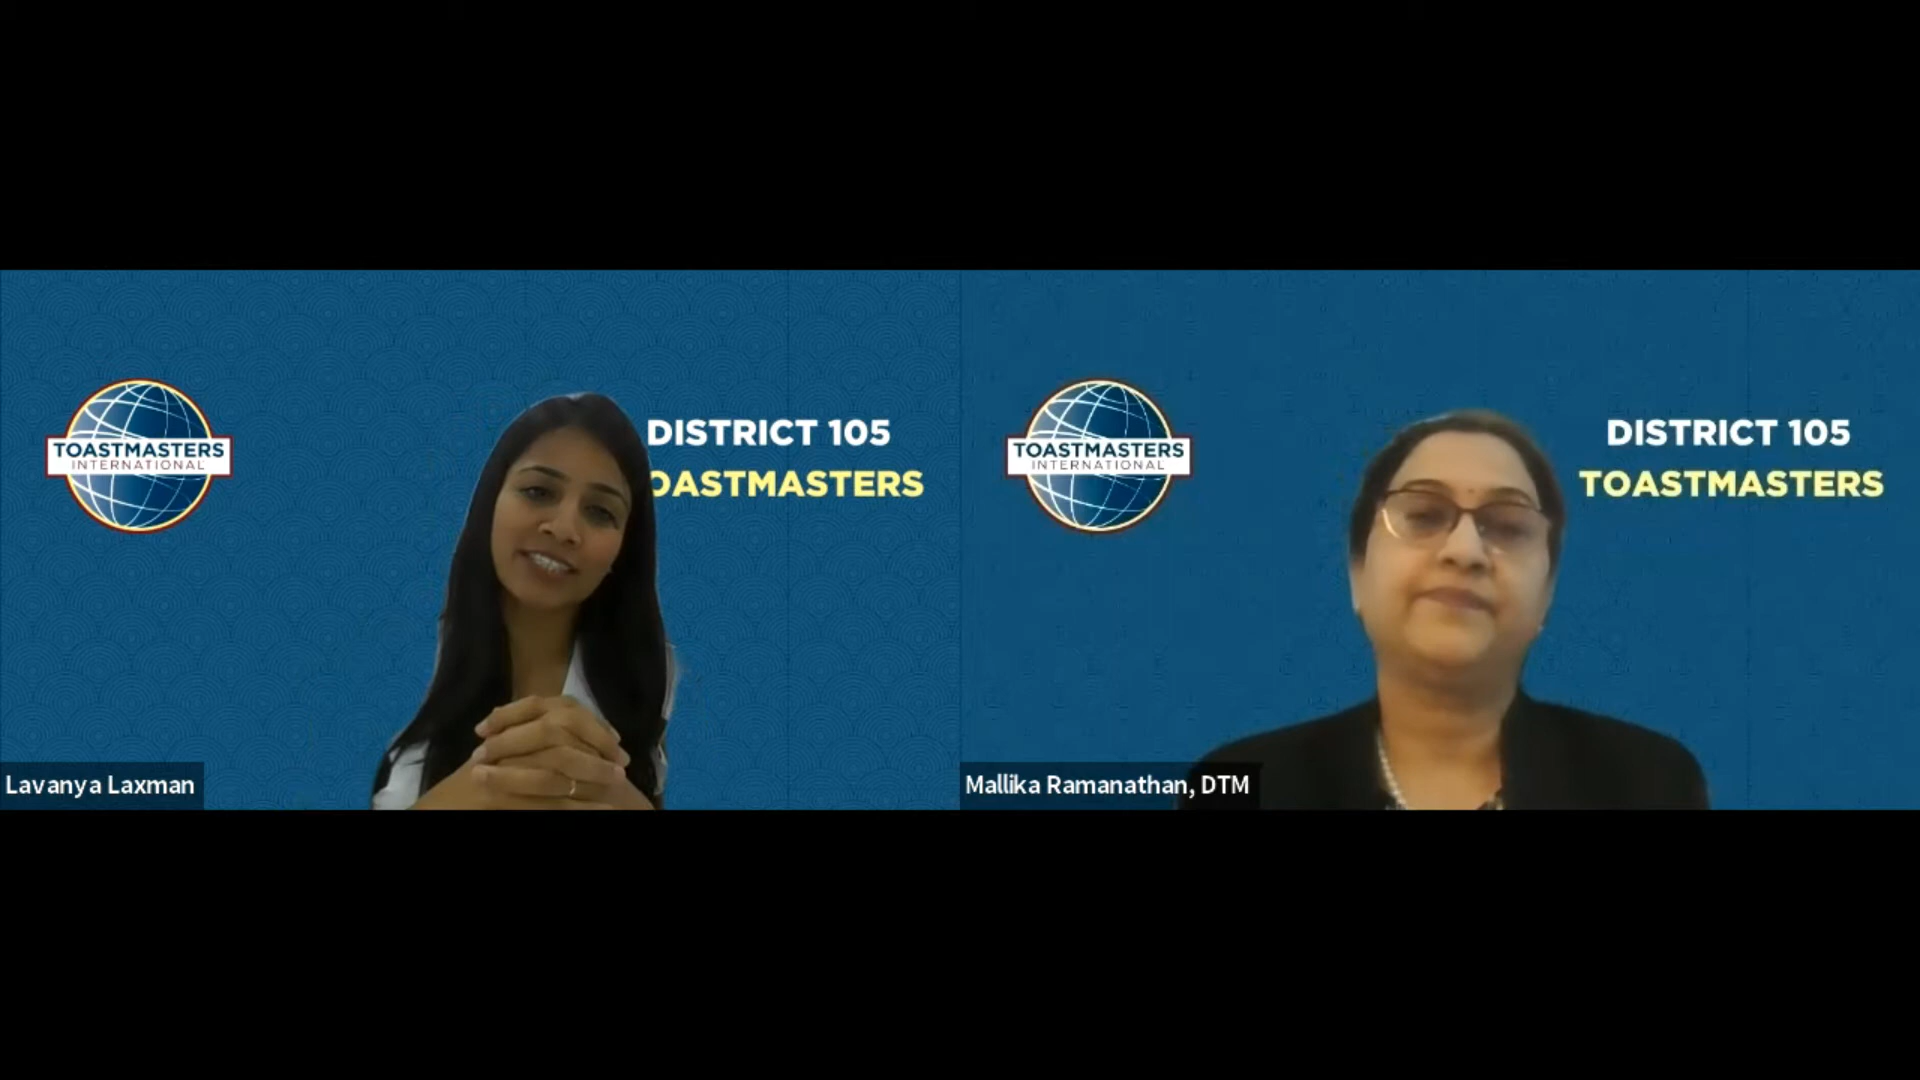 TOASTMASTERS
INTERNATIONAL
DISTRICT 105
OASTMASTERS
Lavanya Laxman
TOASTMASTERS
INTERNATIONAL
DISTRICT 105
TOASTMASTERS
Mallika Ramanathan, DTM